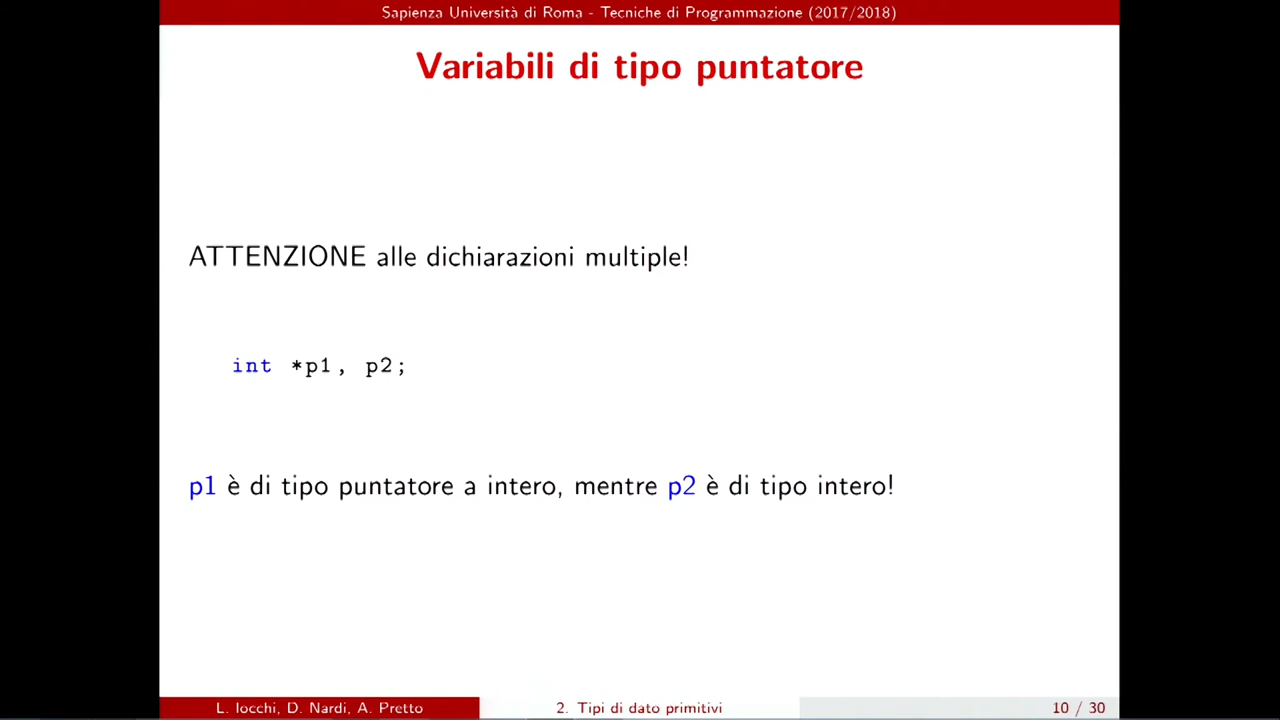 Sapienza Università di Roma - Tecniche di Programmazione (2017/2018)
Variabili di tipo puntatore
ATTENZIONE alle dichiarazioni multiple!
int *p1, p2;
p1 è di tipo puntatore a intero, mentre p2 è di tipo intero!
L. Iocchi, D. Nardi, A. Pretto 2. Tipi di dato primitivi 10 / 30